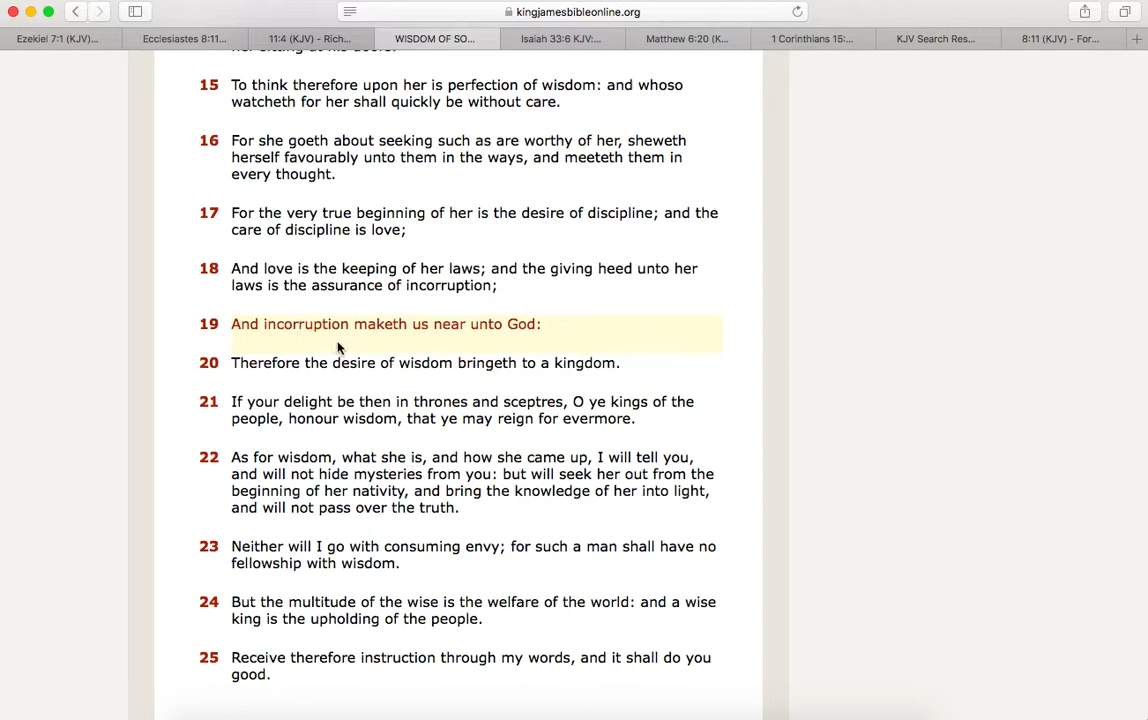 kingjamesbibleonline.org
Ezekiel 7:1 (KJV)... Ecclesiastes 8:11... 11:4 (KJV) - Rich... WISDOM OF SO... Isaiah 33:6 KJV:... Matthew 6:20 (K... 1 Corinthians 15:... KJV Search Res... 8:11 (KJV) - For...
15 To think therefore upon her is perfection of wisdom: and whoso
watcheth for her shall quickly be without care.
16 For she goeth about seeking such as are worthy of her, sheweth
herself favourably unto them in the ways, and meeteth them in
every thought.
17 For the very true beginning of her is the desire of discipline; and the
care of discipline is love;
18 And love is the keeping of her laws; and the giving heed unto her
laws is the assurance of incorruption;
19 And incorruption maketh us near unto God:
20 Therefore the desire of wisdom bringeth to a kingdom.
21 If your delight be then in thrones and sceptres, O ye kings of the
people, honour wisdom, that ye may reign for evermore.
22 As for wisdom, what she is, and how she came up, I will tell you,
and will not hide mysteries from you: but will seek her out from the
beginning of her nativity, and bring the knowledge of her into light,
and will not pass over the truth.
23 Neither will I go with consuming envy; for such a man shall have no
fellowship with wisdom.
24 But the multitude of the wise is the welfare of the world: and a wise
king is the upholding of the people.
25 Receive therefore instruction through my words, and it shall do you
good.